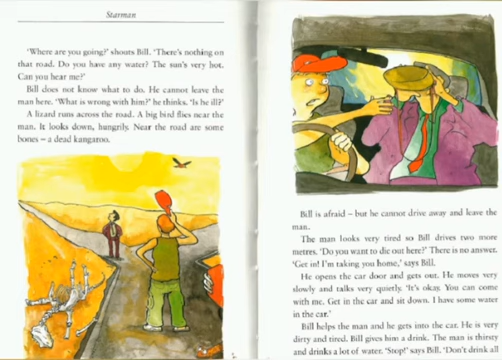 Starman
'Where are you going?' shouts Bill. 'There's nothing on
that road. Do you have any water? The sun's very hot.
Can you hear me?'
Bill does not know what to do. He cannot leave the
man here. 'What is wrong with him?' he thinks. 'Is he ill?'
A lizard runs across the road. A big bird flies near the
man. It looks down, hungrily. Near the road are some
bones – a dead kangaroo.
Bill is afraid – but he cannot drive away and leave the
man.
The man looks very tired so Bill drives two more
metres. 'Do you want to die out here?' There is no answer.
'Get in! I'm taking you home,' says Bill.
He opens the car door and gets out. He moves very
slowly and talks very quietly. 'It's okay. You can come
with me. Get in the car and sit down. I have some water
in the car.'
Bill helps the man and he gets into the car. He is very
dirty and tired. Bill gives him a drink. The man is thirsty
and drinks a lot of water. 'Stop!' says Bill. 'Don't drink all